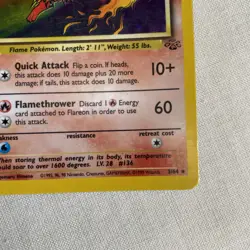 Flame Pokémon. Length: 2' 11", Weight: 55 lbs.
Quick Attack Flip a coin. If heads, 10+
this attack does 10 damage plus 20 more
damage; if tails, this attack does 10
damage.
Flamethrower Discard 1 Energy 60
card attached to Flareon in order to use
this attack.
weakness resistance retreat cost
When storing thermal energy in its body, its temperature
could soar to over 1600 degrees. LV. 28 #136
3/64